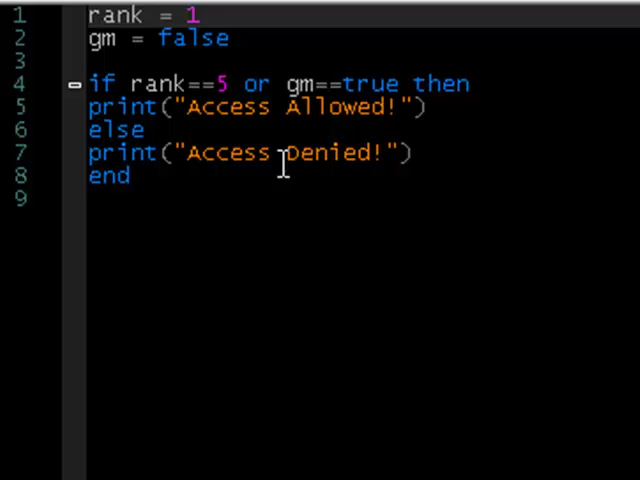 1 rank = 1
2 gm = false
3
4 if rank==5 or gm==true then
5 print("Access Allowed!")
6 else
7 print("Access Denied!")
8 end
9